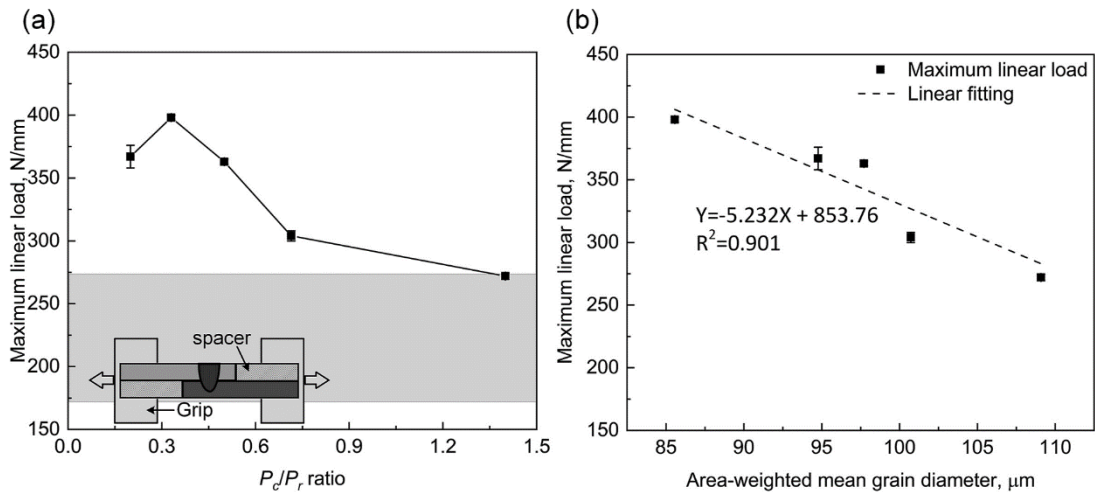 (a)
Maximum linear load, N/mm
450
400
350
300
250
200
150
0.0 0.3 0.6 0.9 1.2 1.5
P_c/P_r ratio
spacer
Grip
(b)
Maximum linear load, N/mm
450
400
350
300
250
200
150
85 90 95 100 105 110
Area-weighted mean grain diameter, μm
Maximum linear load
Linear fitting
Y=-5.232X + 853.76
R²=0.901